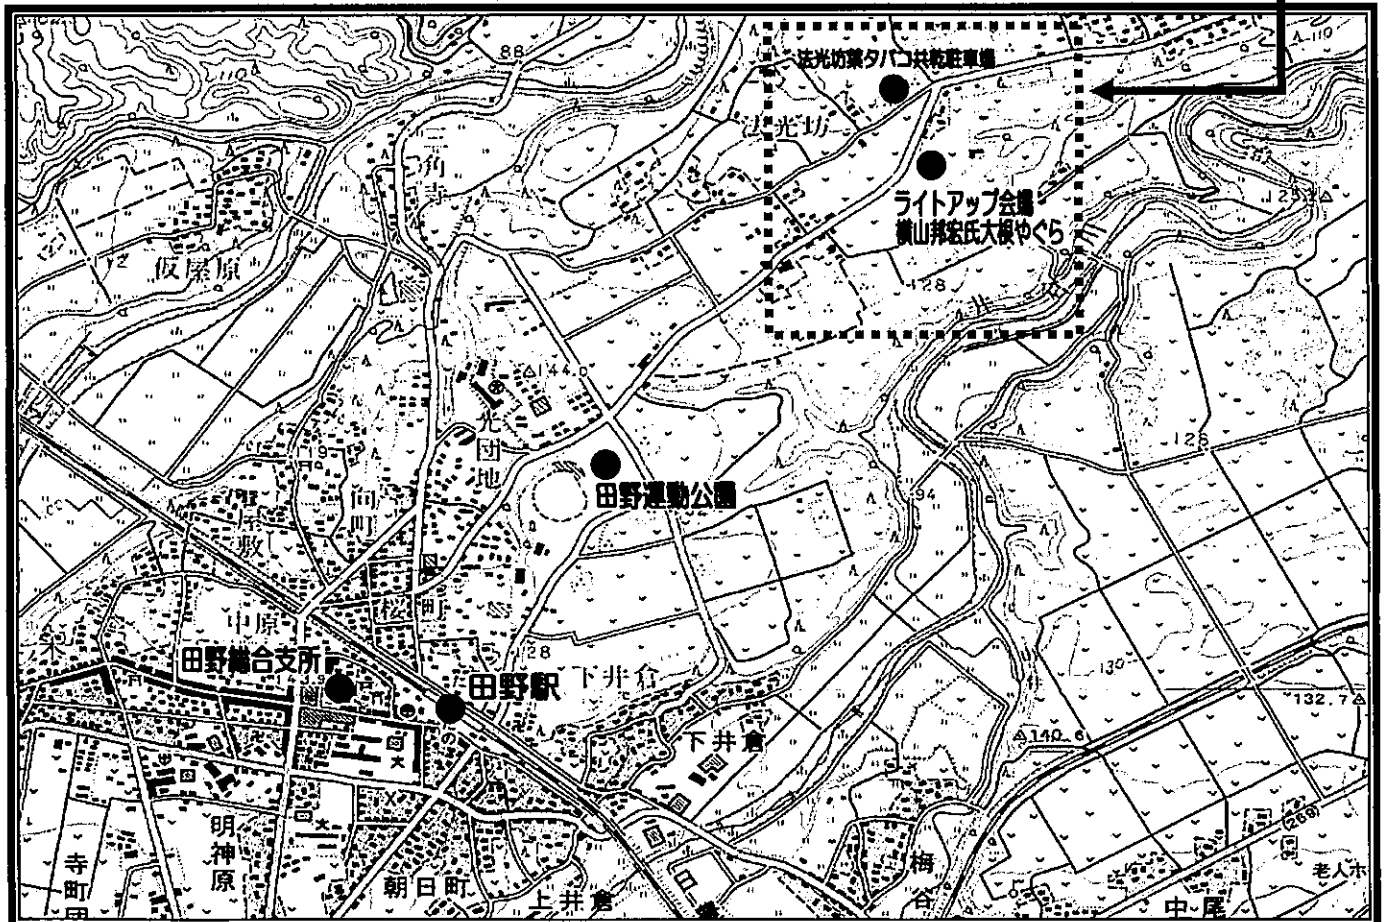 88
110
110
法光坊葉タバコ共乾駐車場
三角寺
法光坊
ライトアップ会場
横山邦宏氏大根やぐら
仮屋原
128
144.0
光団地
128
119
向町
田野運動公園
94
屋敷
松町
中原
田野総合支所
28
下井倉
130
田野駅
132.7
下井倉
140.6
明神原
寺町団
朝日町
上井倉
梅谷
(269)
老人ホ
中尾